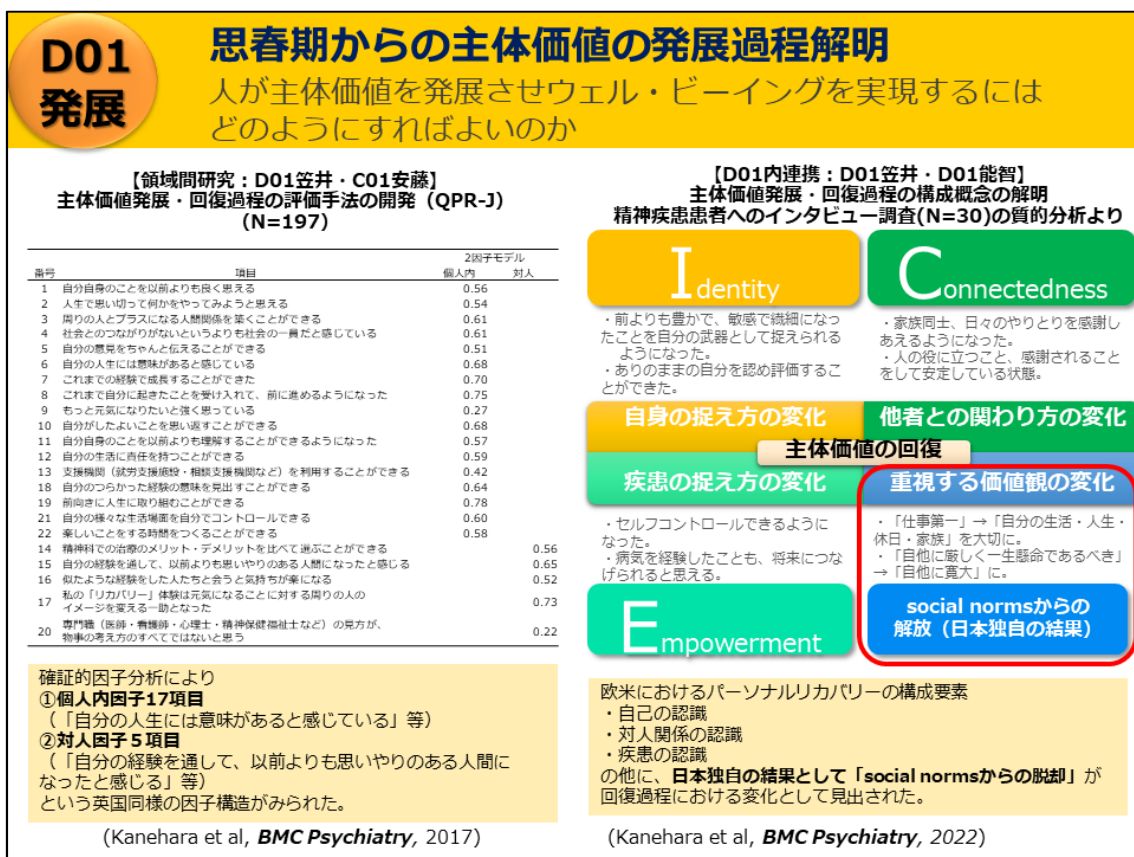 D01
発展
思春期からの主体価値の発展過程解明
人が主体価値を発展させウェル・ビーイングを実現するには
どのようにすればよいのか
【領域間研究：D01笠井・C01安藤】
主体価値発展・回復過程の評価手法の開発（QPR-J）
(N=197)
2因子モデル
番号 項目 個人内 対人
1 自分自身のことを以前よりも良く思える 0.56
2 人生で思い切って何かをやってみようと思える 0.54
3 周りの人とプラスになる人間関係を築くことができる 0.61
4 社会とのつながりがないというよりも社会の一員だと感じている 0.61
5 自分の意見をちゃんと伝えることができる 0.51
6 自分の人生には意味があると感じている 0.68
7 これまでの経験で成長することができた 0.70
8 これまで自分に起きたことを受け入れて、前に進めるようになった 0.75
9 もっと元気になりたいと強く思っている 0.27
10 自分がしたよいことを思い返すことができる 0.68
11 自分自身のことを以前よりも理解することができるようになった 0.57
12 自分の生活に責任を持つことができる 0.59
13 支援機関（就労支援施設・相談支援機関など）を利用することができる 0.42
18 自分のつらかった経験の意味を見出すことができる 0.64
19 前向きに人生に取り組むことができる 0.78
21 自分の様々な生活場面を自分でコントロールできる 0.60
22 楽しいことをする時間をつくることができる 0.58
14 精神科での治療のメリット・デメリットを比べて選ぶことができる 0.56
15 自分の経験を通して、以前よりも思いやりのある人間になったと感じる 0.65
16 似たような経験をした人たちと会うと気持ちが楽になる 0.52
17 私の「リカバリー」体験は元気になることに対する周りの人の
イメージを変える一助となった 0.73
20 専門職（医師・看護師・心理士・精神保健福祉士など）の見方が、
物事の考え方のすべてではないと思う 0.22
確証的因子分析により
①個人内因子17項目
（「自分の人生には意味があると感じている」等）
②対人因子５項目
（「自分の経験を通して、以前よりも思いやりのある人間に
なったと感じる」等）
という英国同様の因子構造がみられた。
(Kanehara et al, BMC Psychiatry, 2017)
【D01内連携：D01笠井・D01能智】
主体価値発展・回復過程の構成概念の解明
精神疾患患者へのインタビュー調査(N=30)の質的分析より
Identity
Connectedness
・前よりも豊かで、敏感で繊細になっ
たことを自分の武器として捉えられる
ようになった。
・ありのままの自分を認め評価するこ
とができた。
・家族同士、日々のやりとりを感謝し
あえるようになった。
・人の役に立つこと、感謝されること
をして安定している状態。
自身の捉え方の変化
他者との関わり方の変化
主体価値の回復
疾患の捉え方の変化
重視する価値観の変化
・セルフコントロールできるように
なった。
・病気を経験したことも、将来につな
げられると思える。
・「仕事第一」→「自分の生活・人生・
休日・家族」を大切に。
・「自他に厳しく一生懸命であるべき」
→「自他に寛大」に。
Empowerment
social normsからの
解放（日本独自の結果）
欧米におけるパーソナルリカバリーの構成要素
・自己の認識
・対人関係の認識
・疾患の認識
の他に、日本独自の結果として「social normsからの脱却」が
回復過程における変化として見出された。
(Kanehara et al, BMC Psychiatry, 2022)